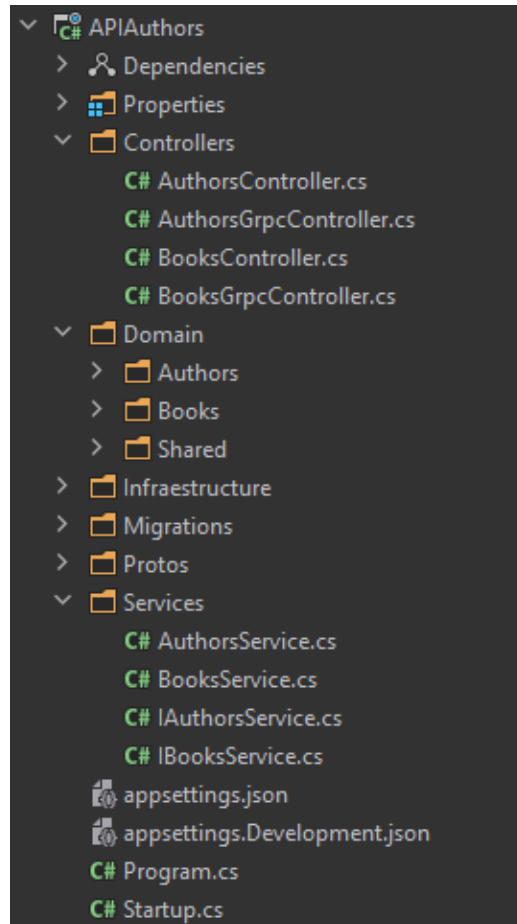 C# APIAuthors
Dependencies
Properties
Controllers
C# AuthorsController.cs
C# AuthorsGrpcController.cs
C# BooksController.cs
C# BooksGrpcController.cs
Domain
Authors
Books
Shared
Infraestructure
Migrations
Protos
Services
C# AuthorsService.cs
C# BooksService.cs
C# IAuthorsService.cs
C# IBooksService.cs
appsettings.json
appsettings.Development.json
C# Program.cs
C# Startup.cs